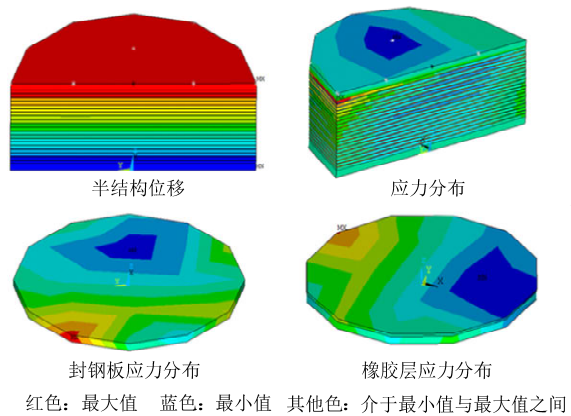 半结构位移 应力分布
封钢板应力分布 橡胶层应力分布
红色：最大值 蓝色：最小值 其他色：介于最小值与最大值之间